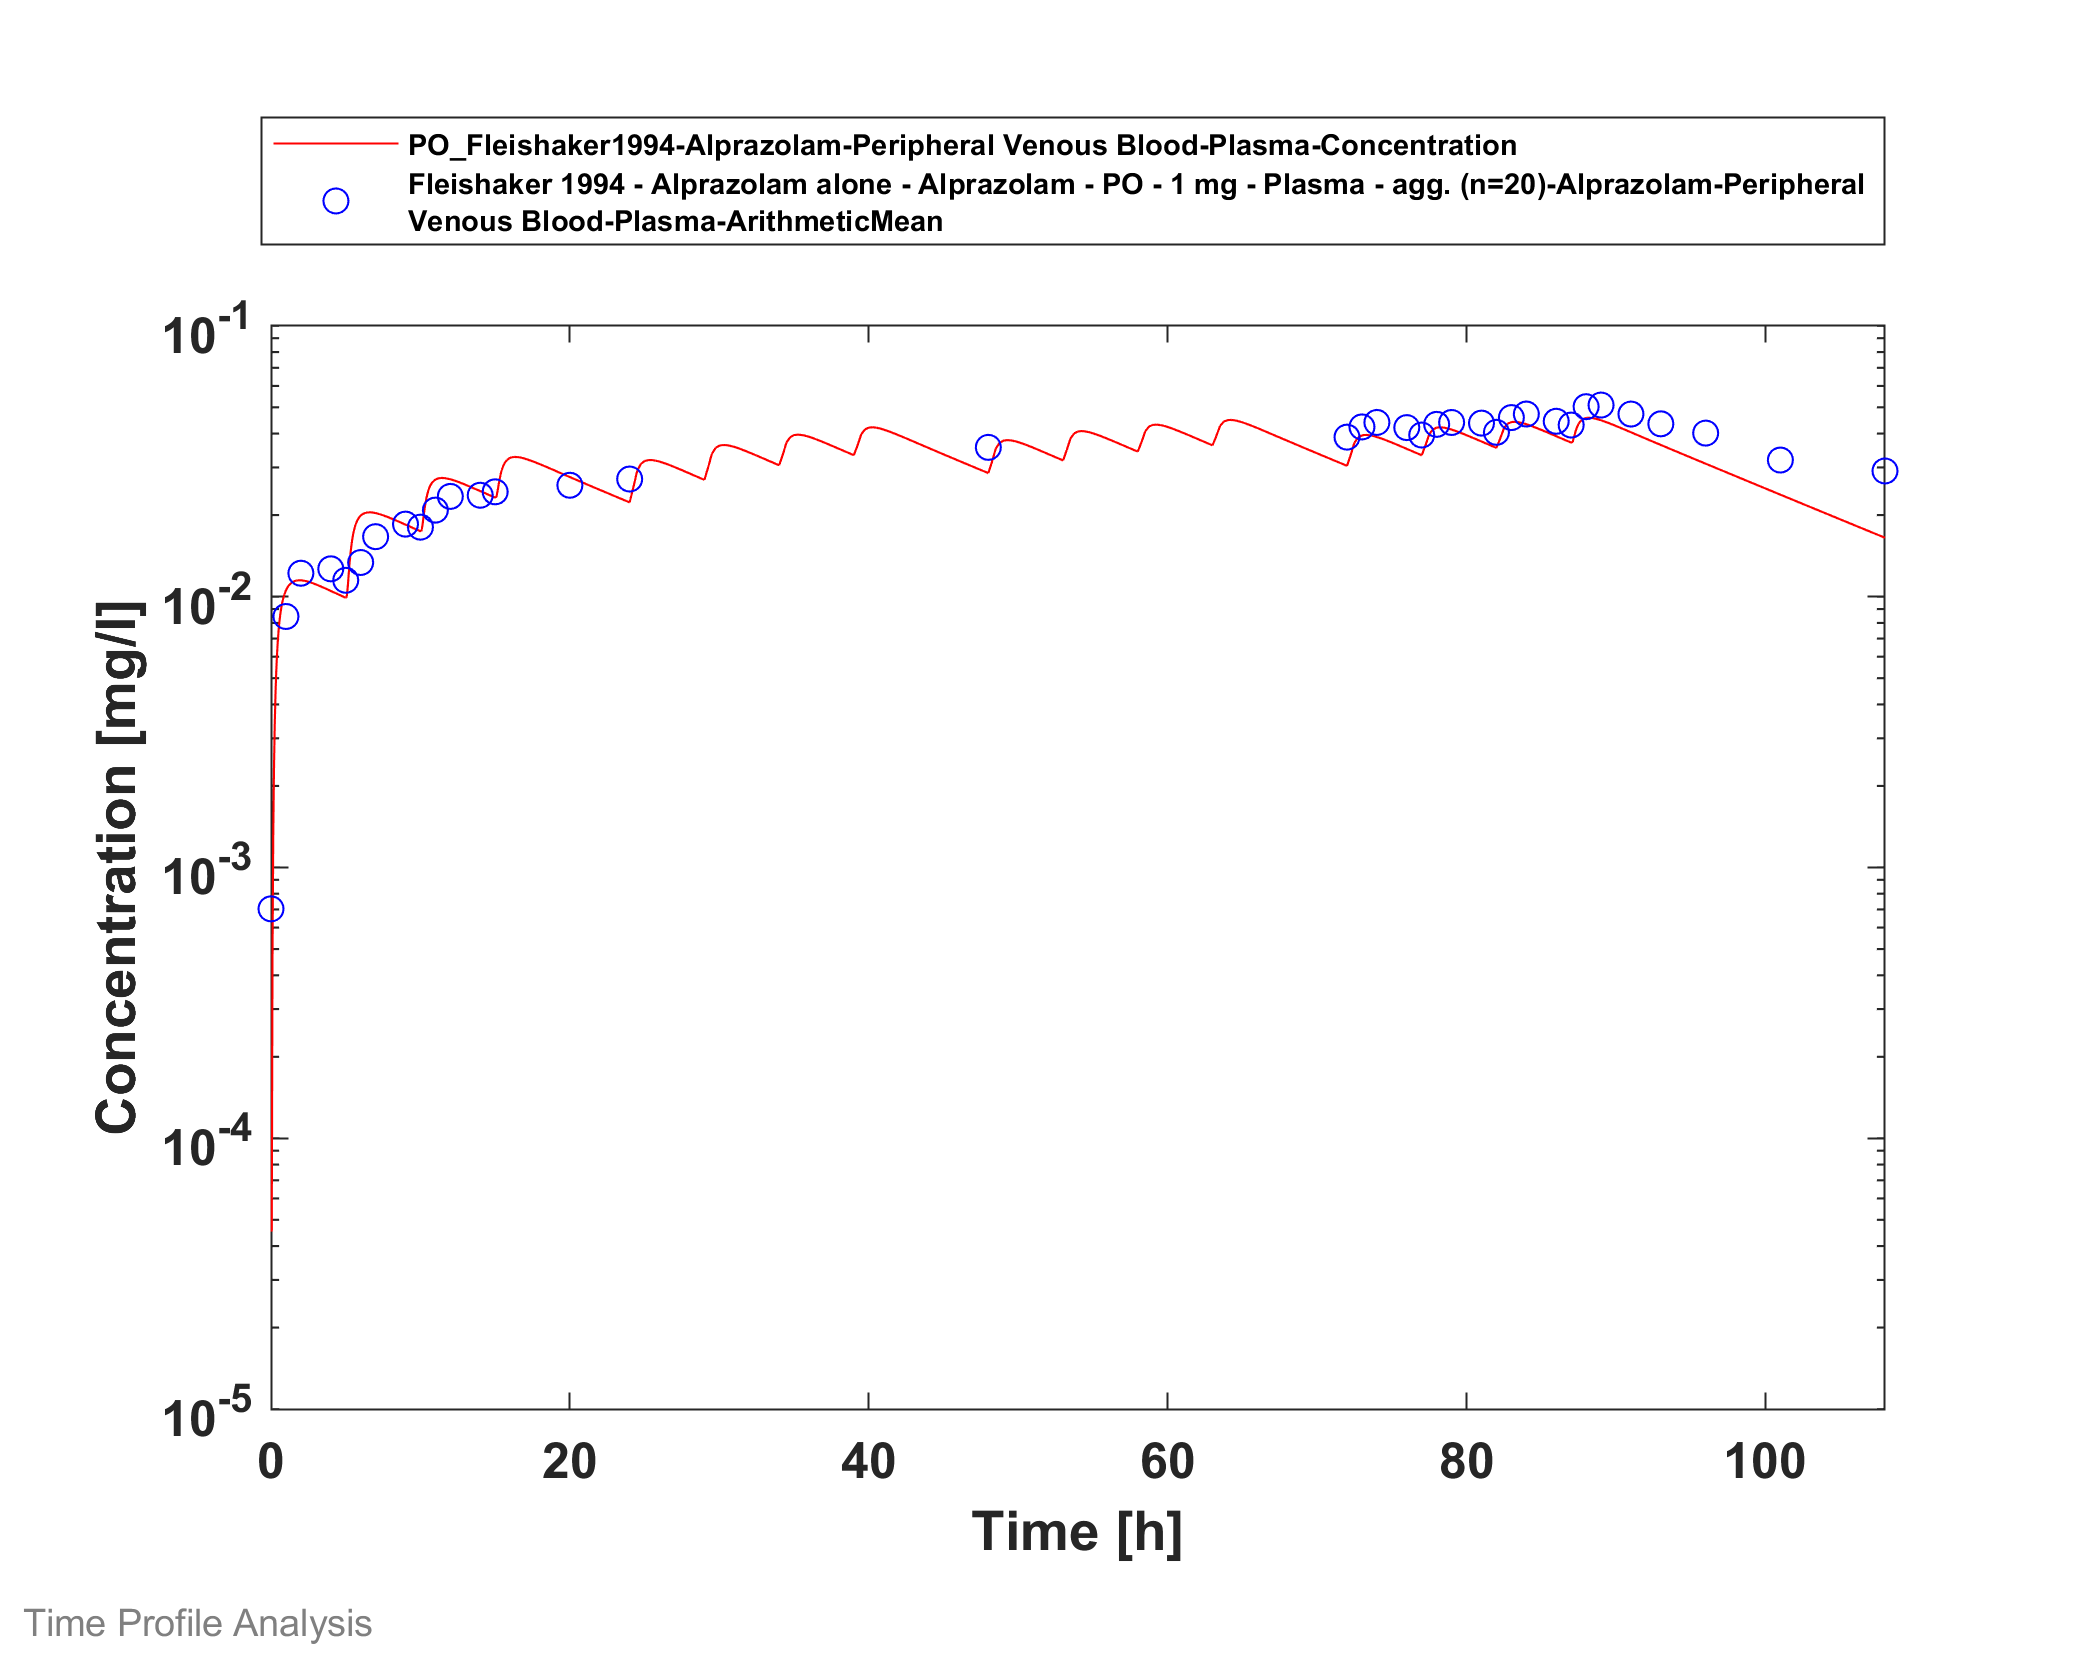 PO_Fleishaker1994-Alprazolam-Peripheral Venous Blood-Plasma-Concentration
Fleishaker 1994 - Alprazolam alone - Alprazolam - PO - 1 mg - Plasma - agg. (n=20)-Alprazolam-Peripheral
Venous Blood-Plasma-ArithmeticMean
10^-1
10^-2
10^-3
10^-4
10^-5
Concentration [mg/l]
0 20 40 60 80 100
Time [h]
Time Profile Analysis